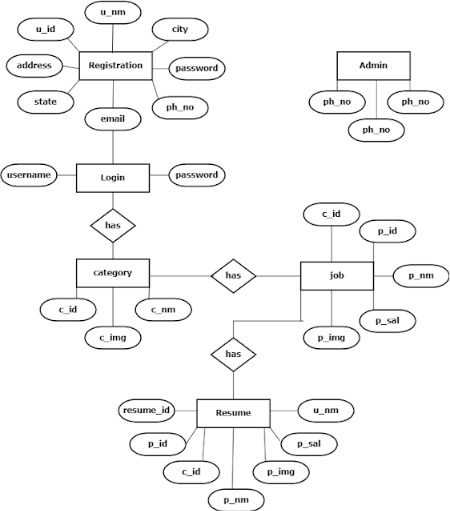 u_nm
u_id
city
address
Registration
password
state
ph_no
email
Admin
ph_no
ph_no
ph_no
username
Login
password
has
c_id
p_id
category
has
job
p_nm
c_id
c_nm
c_img
p_sal
p_img
has
resume_id
Resume
u_nm
p_id
p_sal
c_id
p_img
p_nm